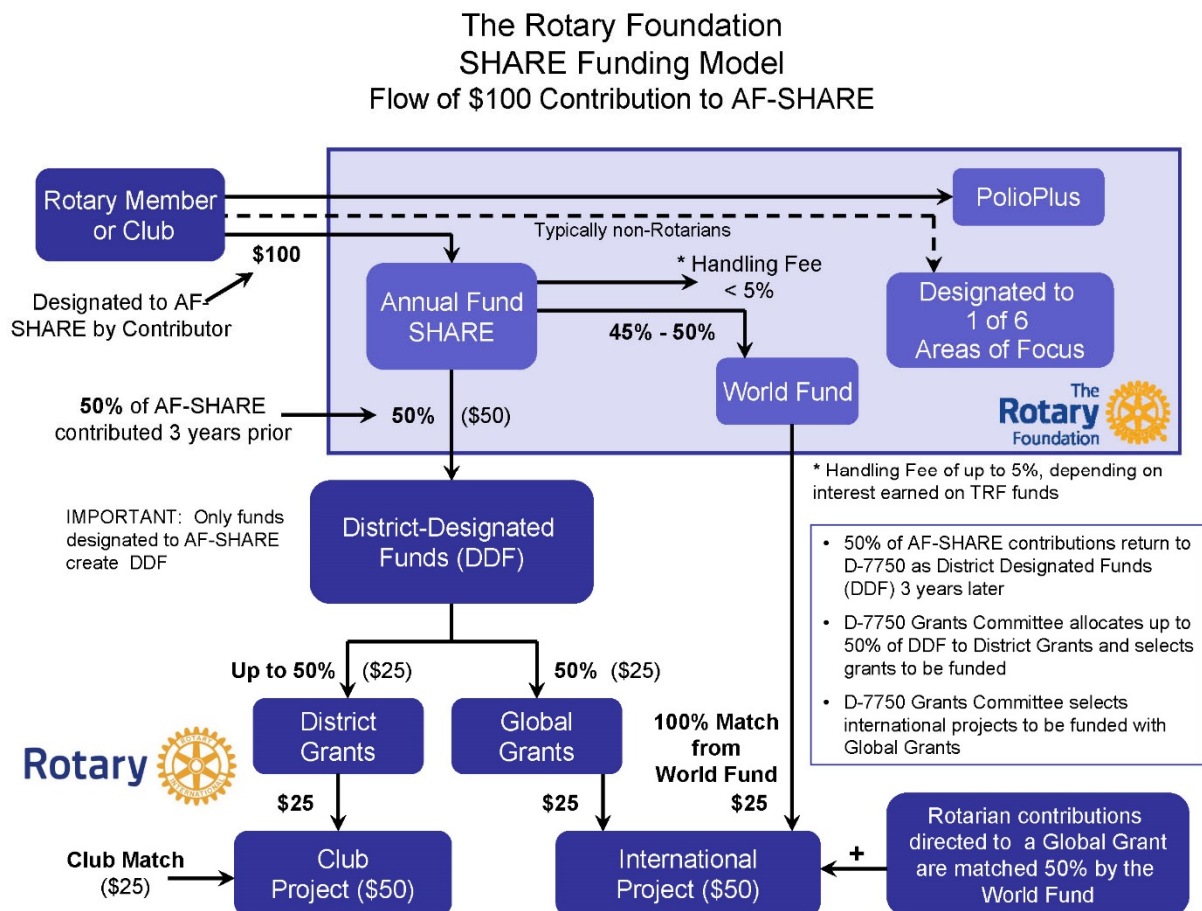 The Rotary Foundation
SHARE Funding Model
Flow of $100 Contribution to AF-SHARE
Rotary Member
or Club
PolioPlus
Typically non-Rotarians
$100
Designated to AF-
SHARE by Contributor
Annual Fund
SHARE
* Handling Fee
< 5%
45% - 50%
Designated to
1 of 6
Areas of Focus
World Fund
50% of AF-SHARE
contributed 3 years prior
50% ($50)
The
Rotary
Foundation
* Handling Fee of up to 5%, depending on
interest earned on TRF funds
IMPORTANT: Only funds
designated to AF-SHARE
create DDF
District-Designated
Funds (DDF)
• 50% of AF-SHARE contributions return to
D-7750 as District Designated Funds
(DDF) 3 years later
• D-7750 Grants Committee allocates up to
50% of DDF to District Grants and selects
grants to be funded
• D-7750 Grants Committee selects
international projects to be funded with
Global Grants
Up to 50% ($25)
50% ($25)
District
Grants
Global
Grants
100% Match
from
World Fund
$25
Rotary
ROTARY
INTERNATIONAL
$25
$25
Club Match
($25)
Club
Project ($50)
International
Project ($50)
+
Rotarian contributions
directed to a Global Grant
are matched 50% by the
World Fund